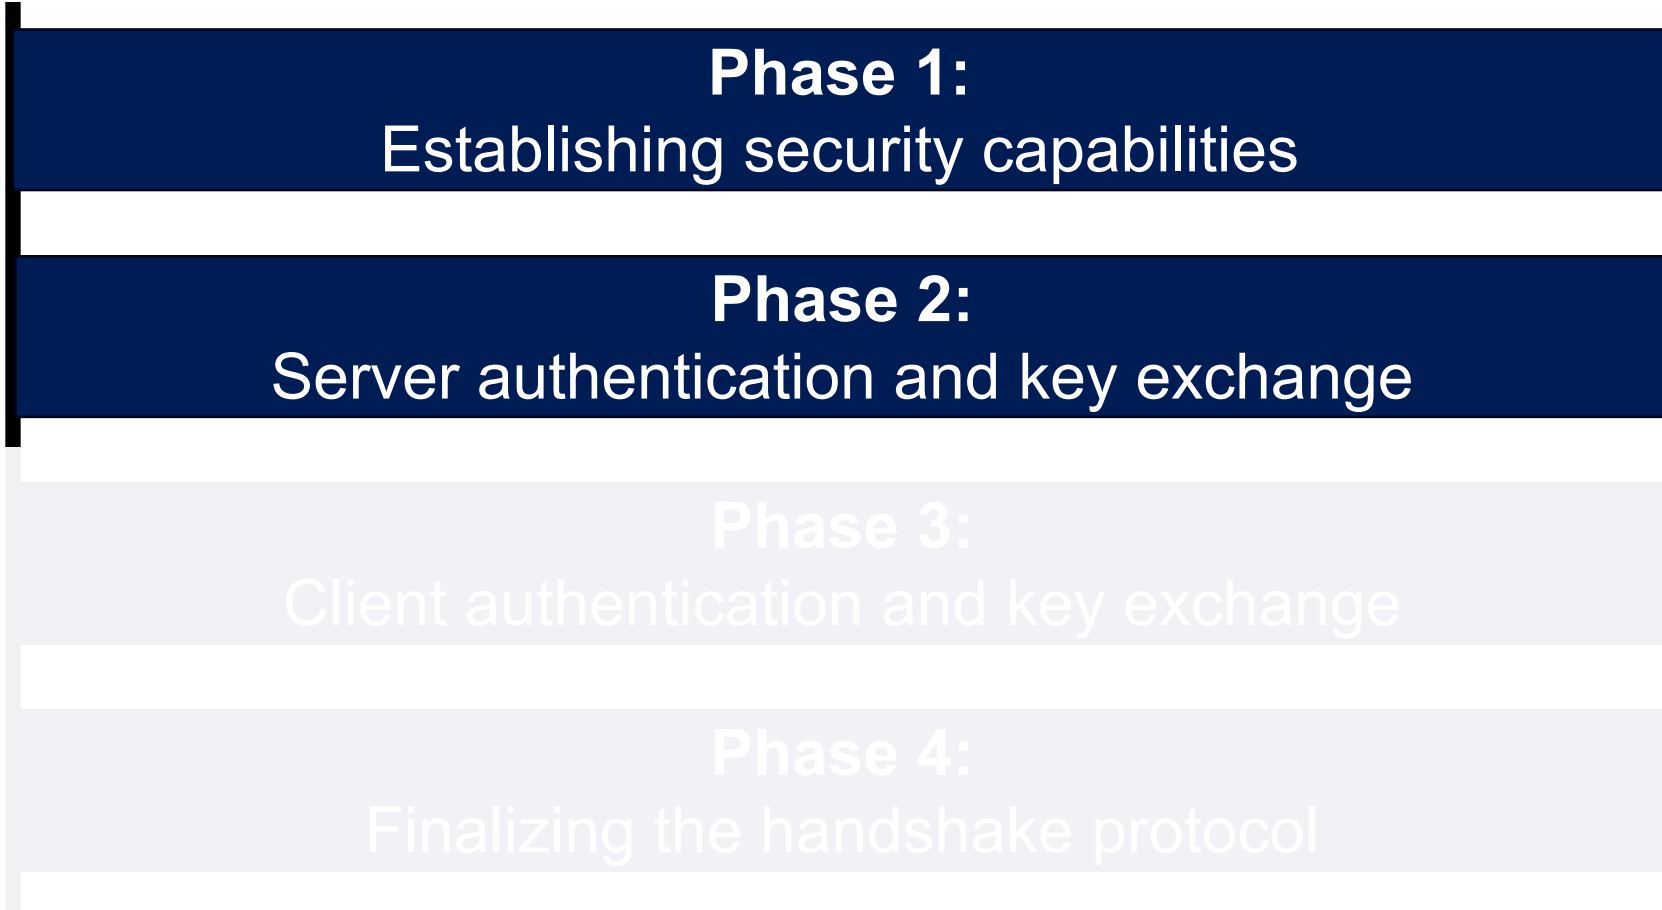 Phase 1:
Establishing security capabilities
Phase 2:
Server authentication and key exchange
Phase 3:
Client authentication and key exchange
Phase 4:
Finalizing the handshake protocol